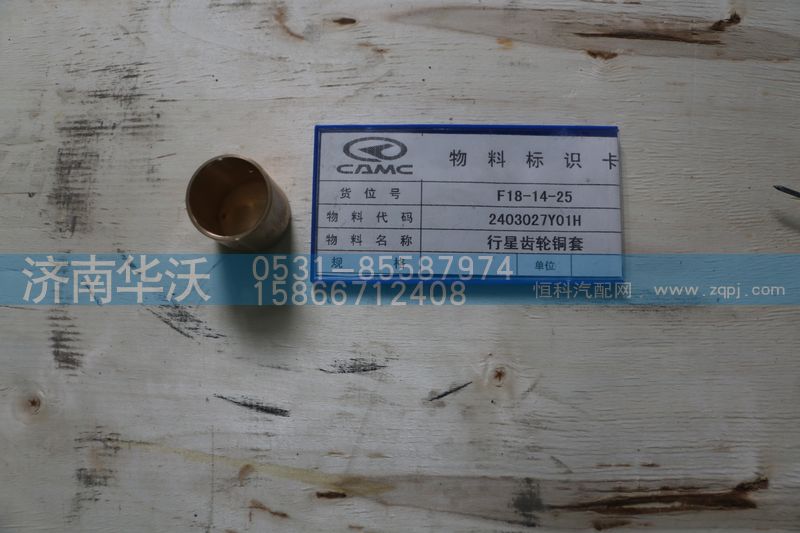 CAMC
物料标识卡
货位号 F18-14-25
物料代码 2403027Y01H
物料名称 行星齿轮铜套
规格 单位
济南华沃 0531-85587974
15866712408
恒科汽配网 www.zqpj.com